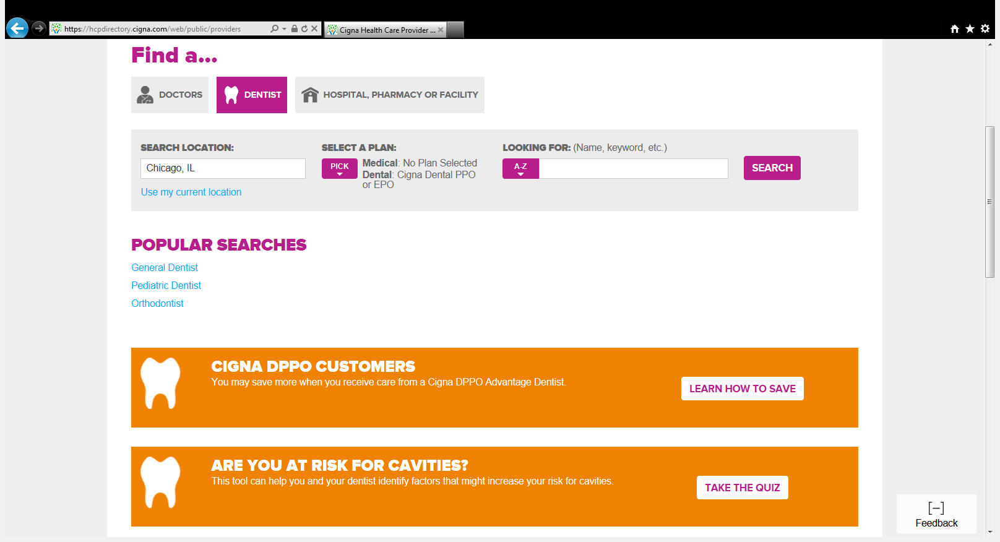 https://hcpdirectory.cigna.com/web/public/providers
Cigna Health Care Provider ...
Find a...
DOCTORS
DENTIST
HOSPITAL, PHARMACY OR FACILITY
SEARCH LOCATION:
Chicago, IL
Use my current location
SELECT A PLAN:
PICK
Medical: No Plan Selected
Dental: Cigna Dental PPO
or EPO
LOOKING FOR: (Name, keyword, etc.)
A-Z
SEARCH
POPULAR SEARCHES
General Dentist
Pediatric Dentist
Orthodontist
CIGNA DPPO CUSTOMERS
You may save more when you receive care from a Cigna DPPO Advantage Dentist.
LEARN HOW TO SAVE
ARE YOU AT RISK FOR CAVITIES?
This tool can help you and your dentist identify factors that might increase your risk for cavities.
TAKE THE QUIZ
[–]
Feedback